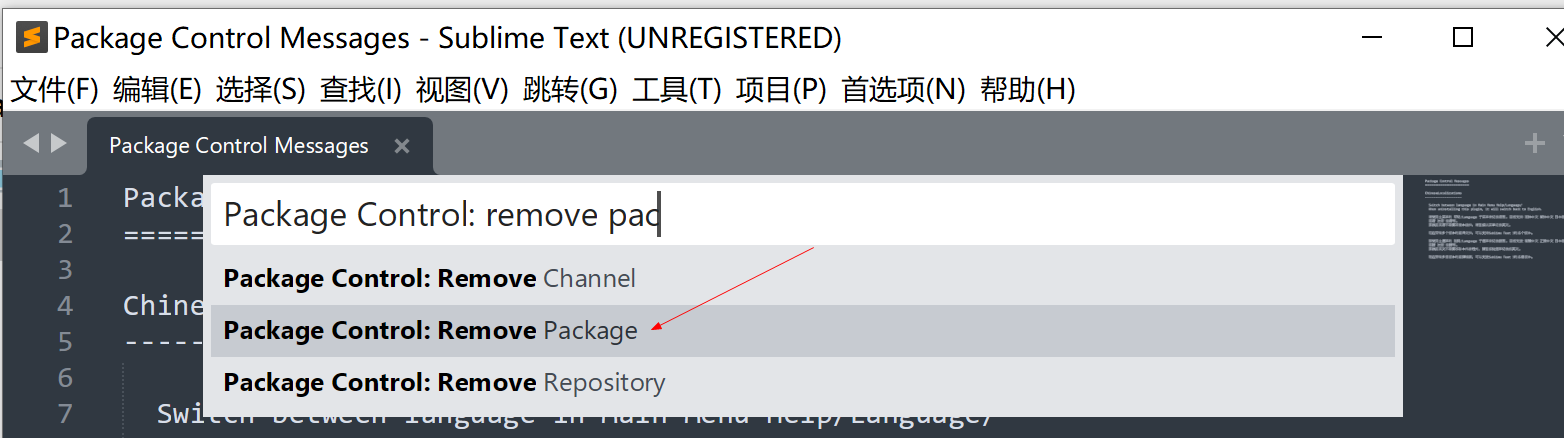 Package Control Messages - Sublime Text (UNREGISTERED)
文件(F) 编辑(E) 选择(S) 查找(I) 视图(V) 跳转(G) 工具(T) 项目(P) 首选项(N) 帮助(H)
Package Control Messages
Package Control: remove pac
Package Control: Remove Channel
Package Control: Remove Package
Package Control: Remove Repository
1 Packa
2 =====
3
4 Chine
5 -----
6
7 Switch between language in Main Menu Help/Language/